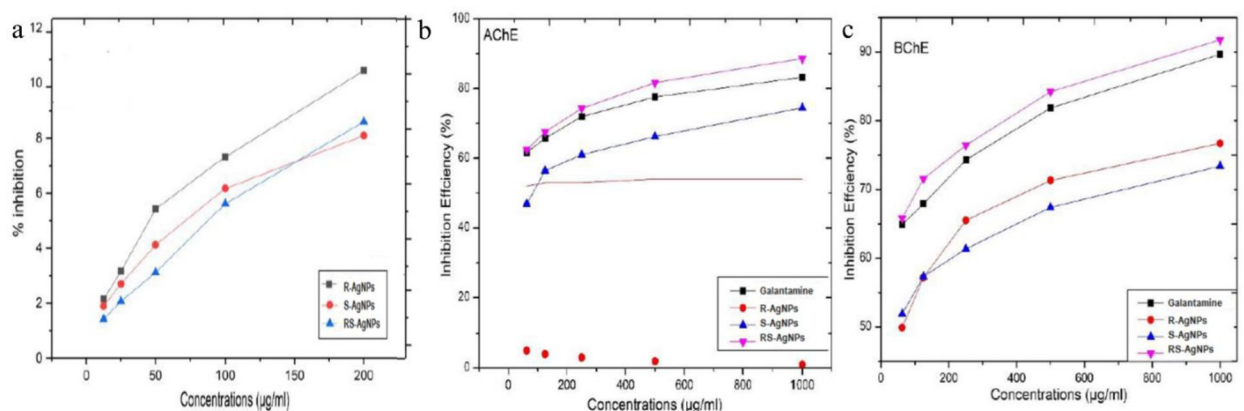 a
12
10
8
6
4
2
0
% inhibition
0 50 100 150 200
Concentrations (µg/ml)
R-AgNPs
S-AgNPs
RS-AgNPs
b
AChE
100
80
60
40
20
0
Inhibition Effciency (%)
0 200 400 600 800 1000
Concentrations (µg/ml)
Galantamine
R-AgNPs
S-AgNPs
RS-AgNPs
c
BChE
90
80
70
60
50
Inhibition Efficiency (%)
0 200 400 600 800 1000
Concentrations (µg/ml)
Galantamine
R-AgNPs
S-AgNPs
RS-AgNPs